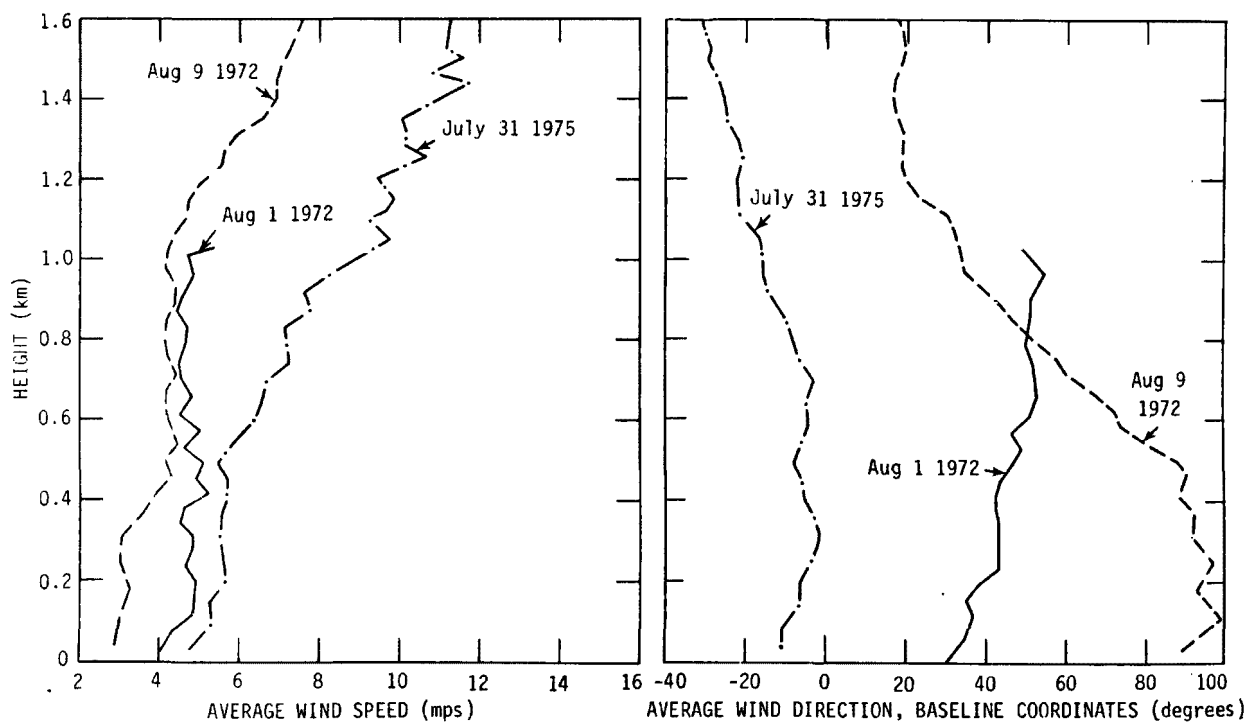 1.6
1.4
1.2
1.0
0.8
0.6
0.4
0.2
0
HEIGHT (km)
Aug 9 1972
July 31 1975
Aug 1 1972
2 4 6 8 10 12 14 16
AVERAGE WIND SPEED (mps)
July 31 1975
Aug 9
1972
Aug 1 1972
-40 -20 0 20 40 60 80 100
AVERAGE WIND DIRECTION, BASELINE COORDINATES (degrees)